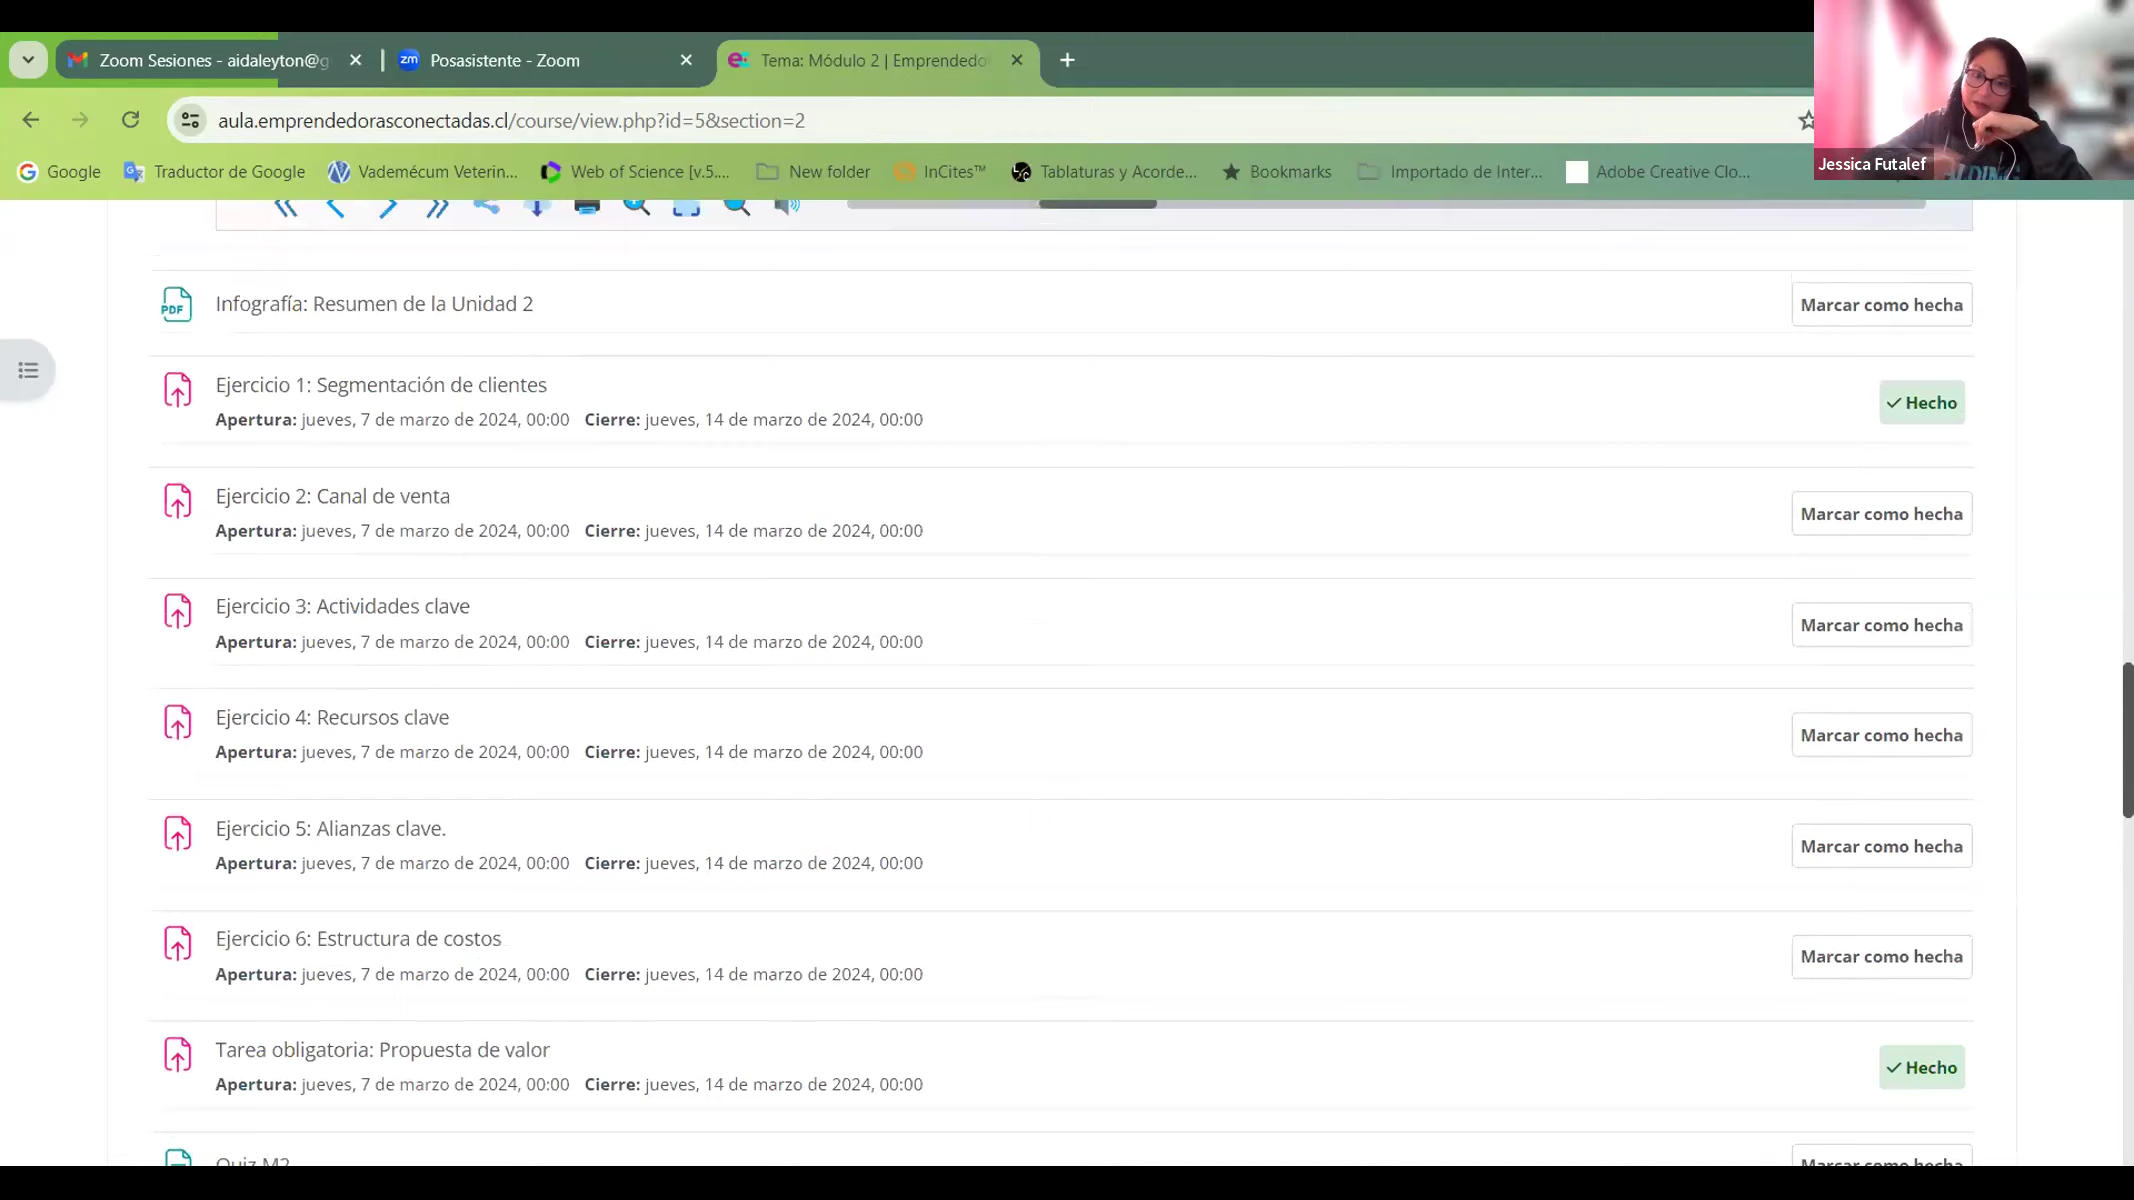 Zoom Sesiones - aidaleyton@g
zm Posasistente - Zoom
Tema: Módulo 2 | Emprendedo
aula.emprendedorasconectadas.cl/course/view.php?id=5&section=2
Google
Traductor de Google
Vademécum Veterin...
Web of Science [v.5....
New folder
InCites™
Tablaturas y Acorde...
Bookmarks
Importado de Inter...
Adobe Creative Clo...
Jessica Futalef
PDF
Infografía: Resumen de la Unidad 2
Marcar como hecha
Ejercicio 1: Segmentación de clientes
Apertura: jueves, 7 de marzo de 2024, 00:00 Cierre: jueves, 14 de marzo de 2024, 00:00
Hecho
Ejercicio 2: Canal de venta
Apertura: jueves, 7 de marzo de 2024, 00:00 Cierre: jueves, 14 de marzo de 2024, 00:00
Marcar como hecha
Ejercicio 3: Actividades clave
Apertura: jueves, 7 de marzo de 2024, 00:00 Cierre: jueves, 14 de marzo de 2024, 00:00
Marcar como hecha
Ejercicio 4: Recursos clave
Apertura: jueves, 7 de marzo de 2024, 00:00 Cierre: jueves, 14 de marzo de 2024, 00:00
Marcar como hecha
Ejercicio 5: Alianzas clave.
Apertura: jueves, 7 de marzo de 2024, 00:00 Cierre: jueves, 14 de marzo de 2024, 00:00
Marcar como hecha
Ejercicio 6: Estructura de costos
Apertura: jueves, 7 de marzo de 2024, 00:00 Cierre: jueves, 14 de marzo de 2024, 00:00
Marcar como hecha
Tarea obligatoria: Propuesta de valor
Apertura: jueves, 7 de marzo de 2024, 00:00 Cierre: jueves, 14 de marzo de 2024, 00:00
Hecho
Quiz M2
Marcar como hecha